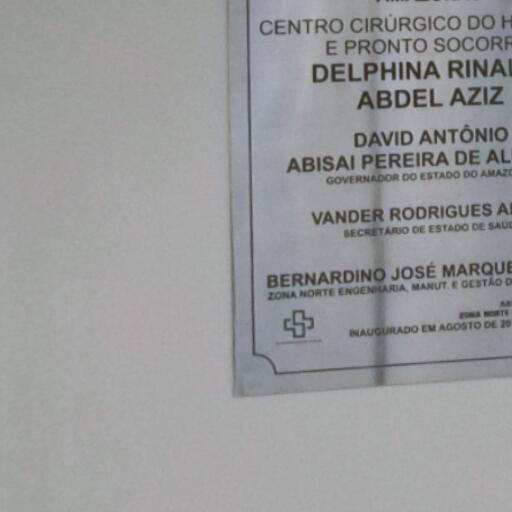 CENTRO CIRÚRGICO DO H
E PRONTO SOCORR
DELPHINA RINAL
ABDEL AZIZ
DAVID ANTÔNIO
ABISAI PEREIRA DE AL
GOVERNADOR DO ESTADO DO AMAZO
VANDER RODRIGUES AL
SECRETÁRIO DE ESTADO DE SAÚD
BERNARDINO JOSÉ MARQUE
ZONA NORTE ENGENHARIA, MANUT. E GESTÃO D
ZONA NORTE
INAUGURADO EM AGOSTO DE 20